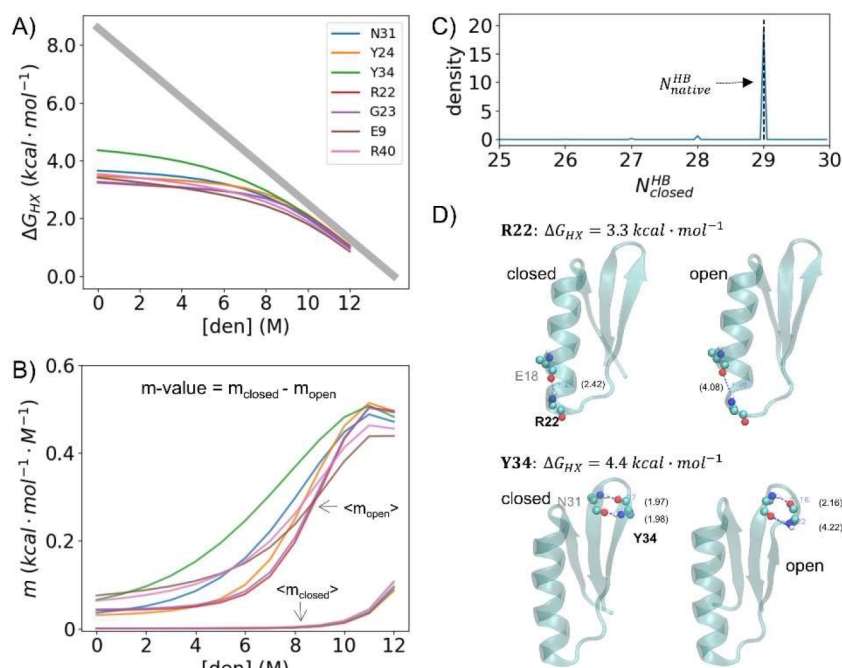 A)
ΔG_HX (kcal · mol⁻¹)
8.0
6.0
4.0
2.0
0.0
0 2 4 6 8 10 12 14
[den] (M)
N31
Y24
Y34
R22
G23
E9
R40
B)
m-value = m_closed - m_open
m (kcal · mol⁻¹ · M⁻¹)
0.6
0.4
0.2
0
<m_open>
<m_closed>
0 2 4 6 8 10 12
[den] (M)
C)
density
20
15
10
5
0
N^HB_native
25 26 27 28 29 30
N^HB_closed
D)
R22: ΔG_HX = 3.3 kcal · mol⁻¹
closed
open
E18
(2.42)
R22
(4.08)
Y34: ΔG_HX = 4.4 kcal · mol⁻¹
closed
N31
(1.97)
(1.98)
Y34
(2.16)
(4.22)
open